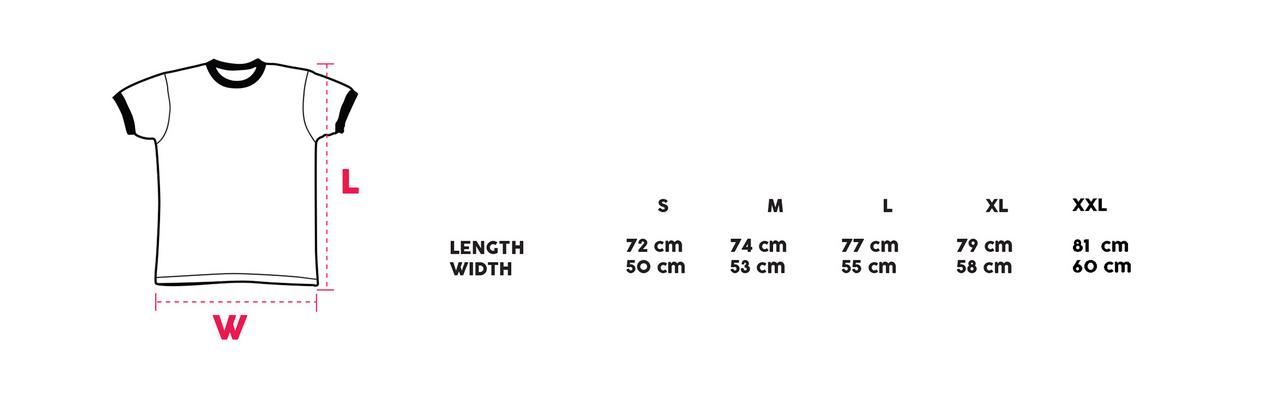 L
W
S M L XL XXL
LENGTH 72 cm 74 cm 77 cm 79 cm 81 cm
WIDTH 50 cm 53 cm 55 cm 58 cm 60 cm